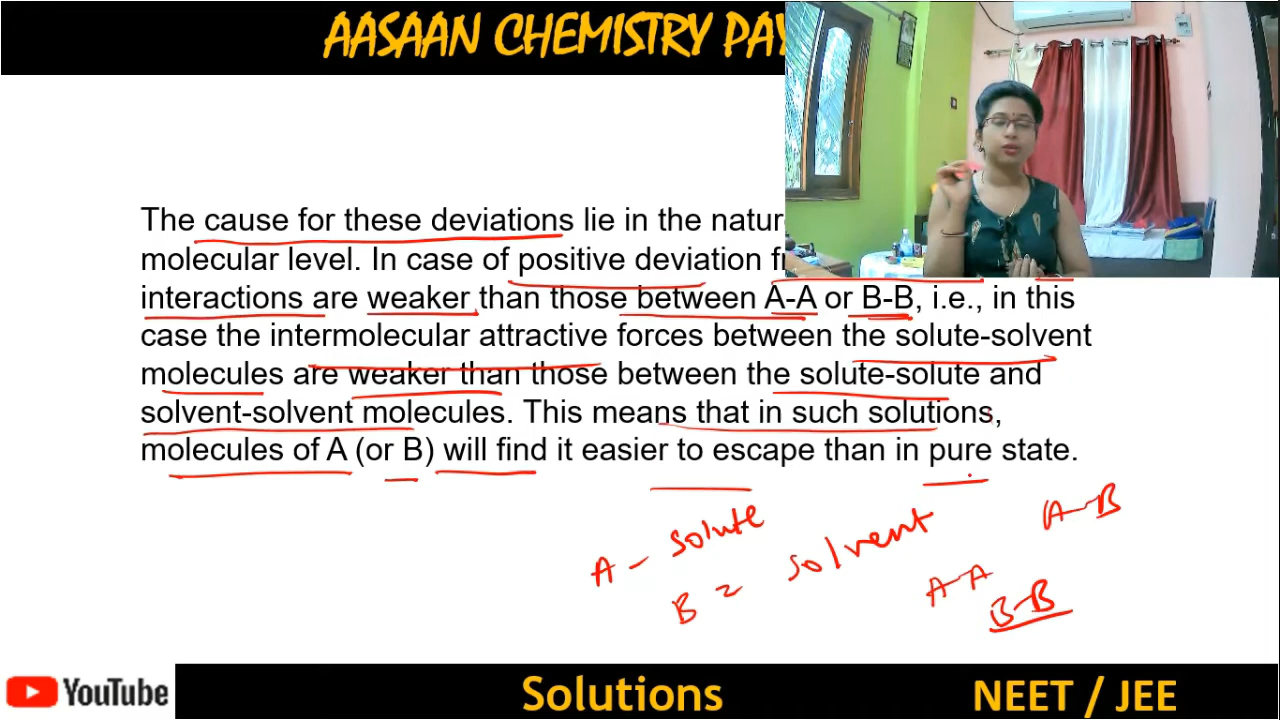 AASAAN CHEMISTRY PAY
The cause for these deviations lie in the nature
molecular level. In case of positive deviation
interactions are weaker than those between A-A or B-B, i.e., in this
case the intermolecular attractive forces between the solute-solvent
molecules are weaker than those between the solute-solute and
solvent-solvent molecules. This means that in such solutions,
molecules of A (or B) will find it easier to escape than in pure state.
A - Solute
B = Solvent
A-B
A-A
B-B
YouTube
Solutions
NEET / JEE